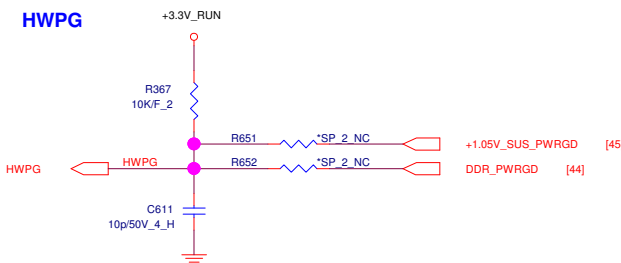 HWPG
+3.3V_RUN
R367
10K/F_2
R651
*SP_2_NC
+1.05V_SUS_PWRGD [45
HWPG
HWPG
R652
*SP_2_NC
DDR_PWRGD [44]
C611
10p/50V_4_H